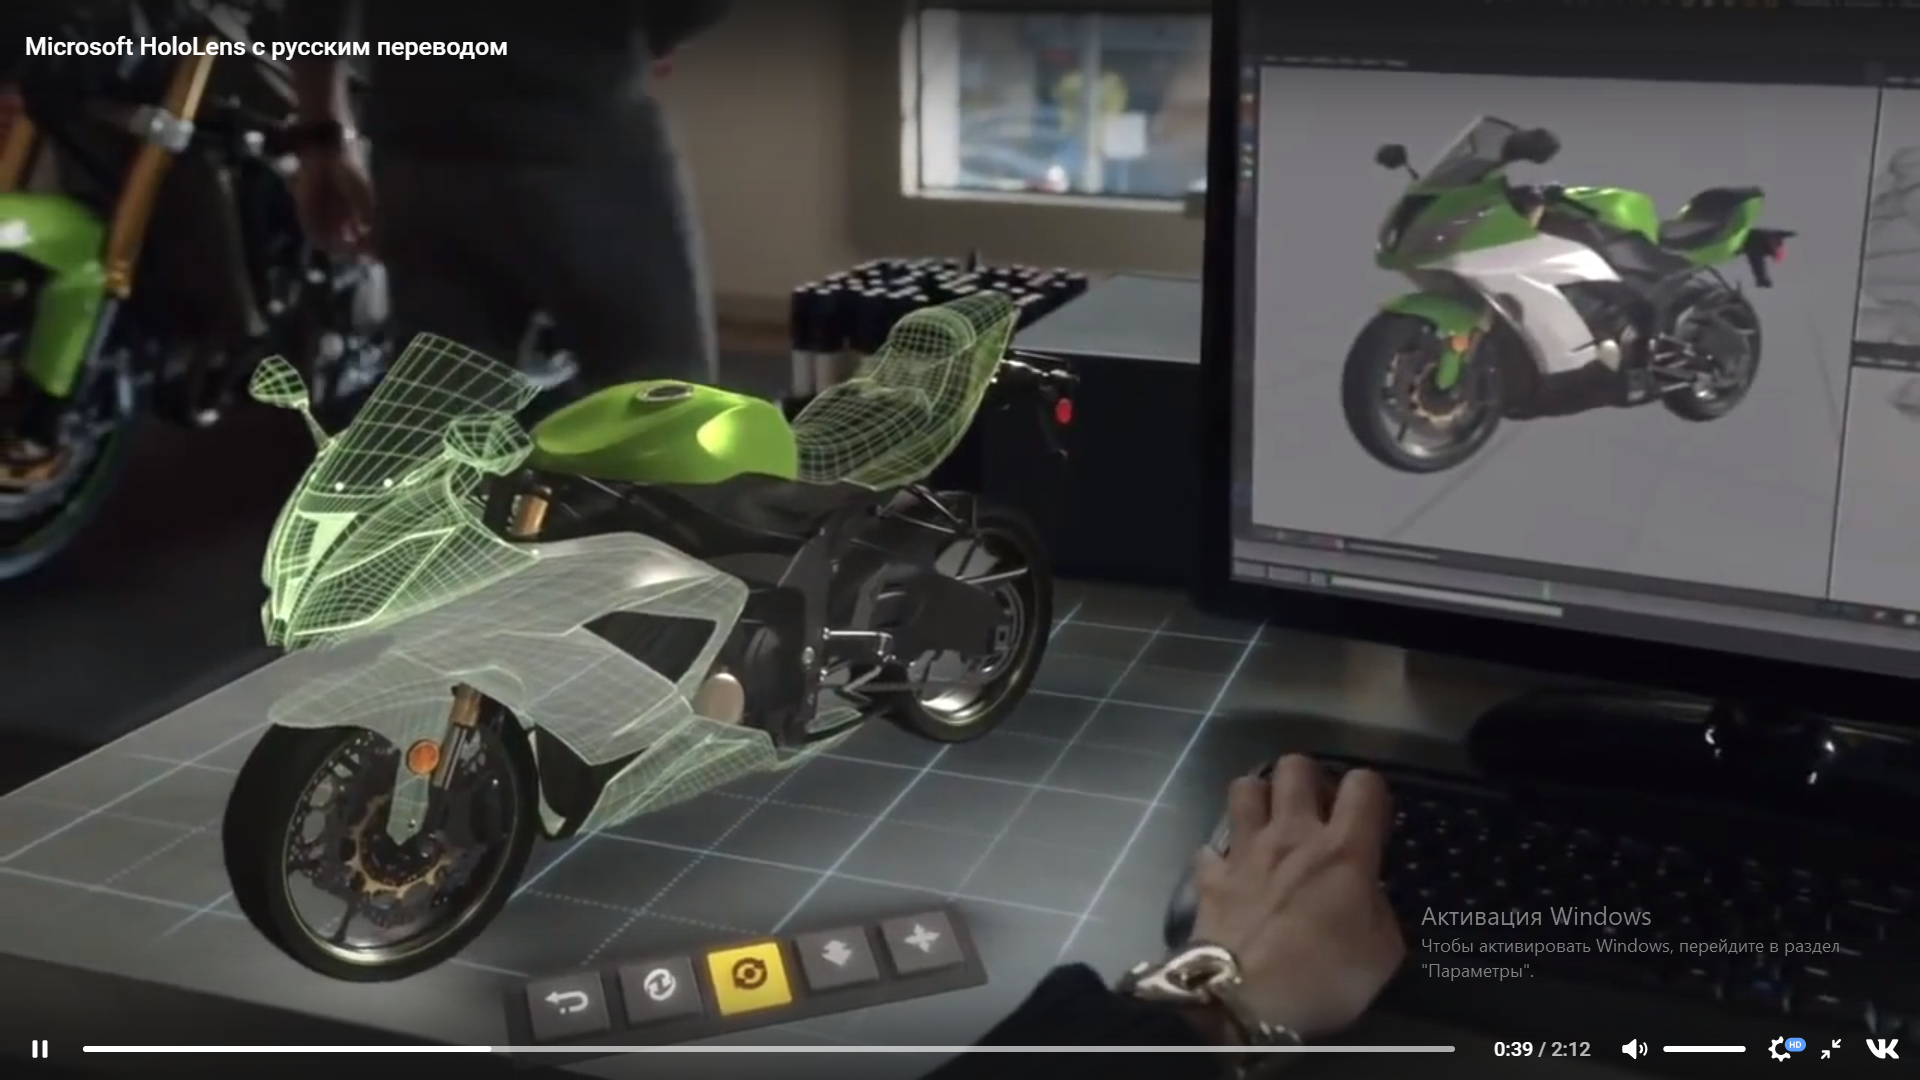 Microsoft HoloLens с русским переводом
Активация Windows
Чтобы активировать Windows, перейдите в раздел
"Параметры".
0:39 / 2:12
HD